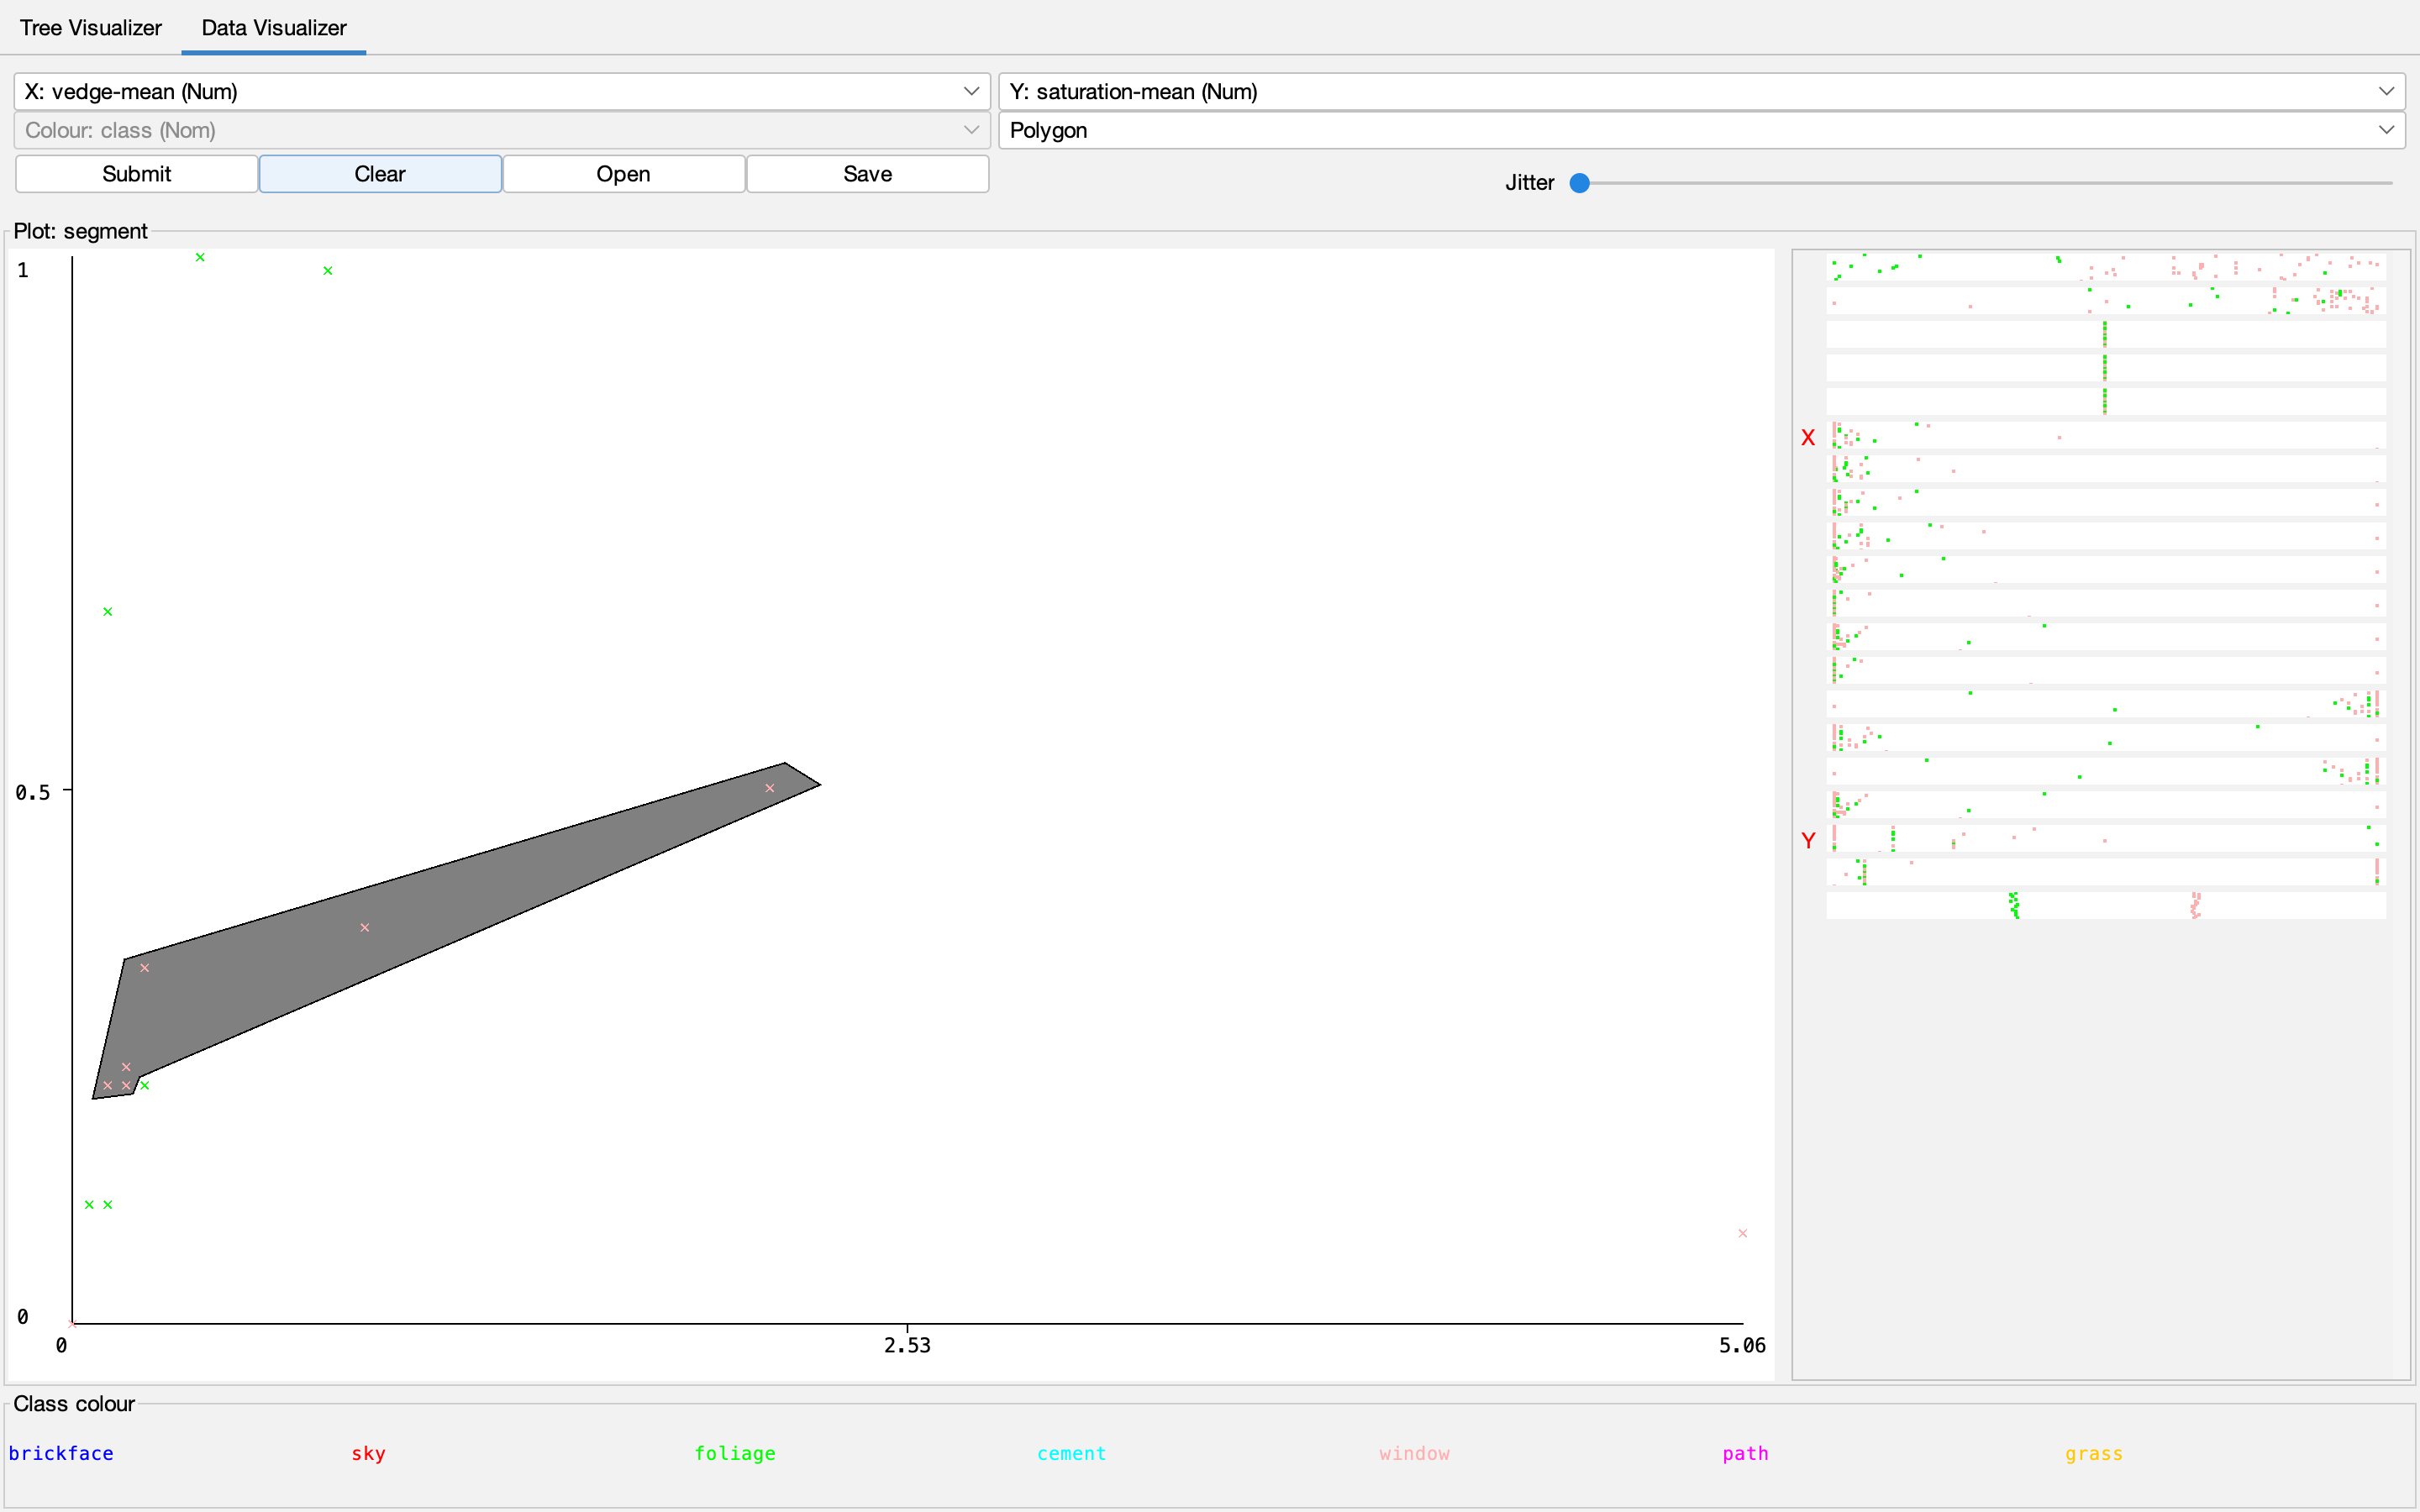 Tree Visualizer Data Visualizer
X: vedge-mean (Num) Y: saturation-mean (Num)
Colour: class (Nom) Polygon
Submit Clear Open Save Jitter
Plot: segment
1
0.5
0
0 2.53 5.06
X
Y
Class colour
brickface sky foliage cement window path grass